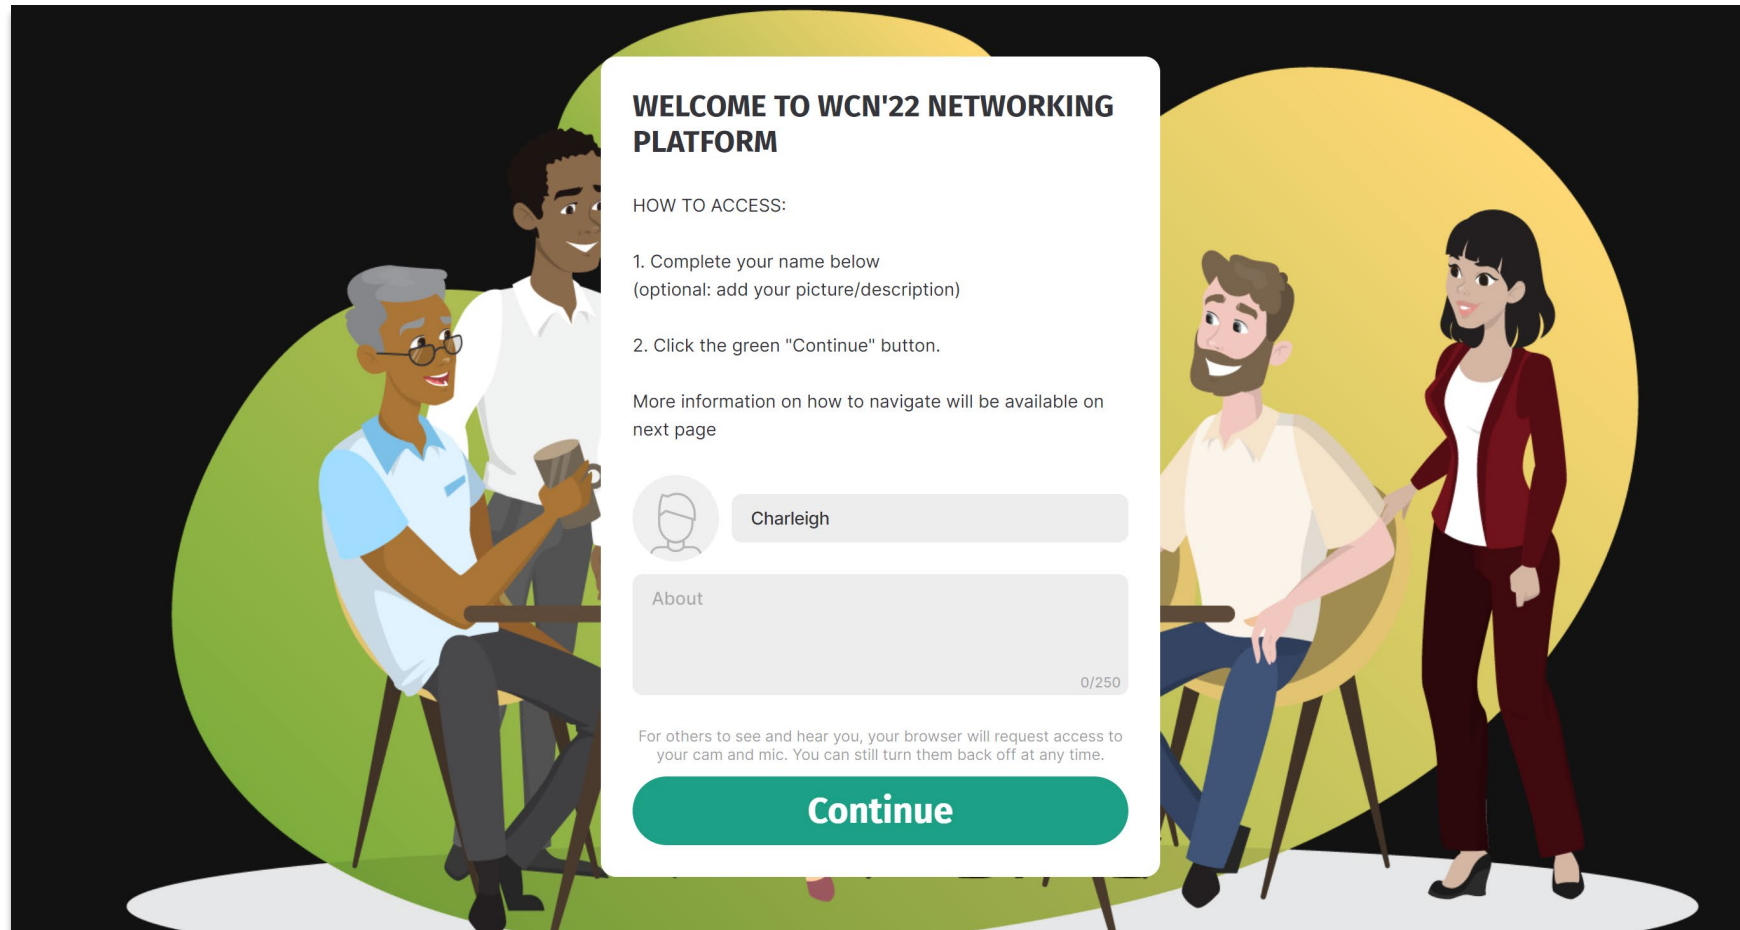 WELCOME TO WCN'22 NETWORKING
PLATFORM
HOW TO ACCESS:
1. Complete your name below
(optional: add your picture/description)
2. Click the green "Continue" button.
More information on how to navigate will be available on
next page
Charleigh
About
0/250
For others to see and hear you, your browser will request access to
your cam and mic. You can still turn them back off at any time.
Continue